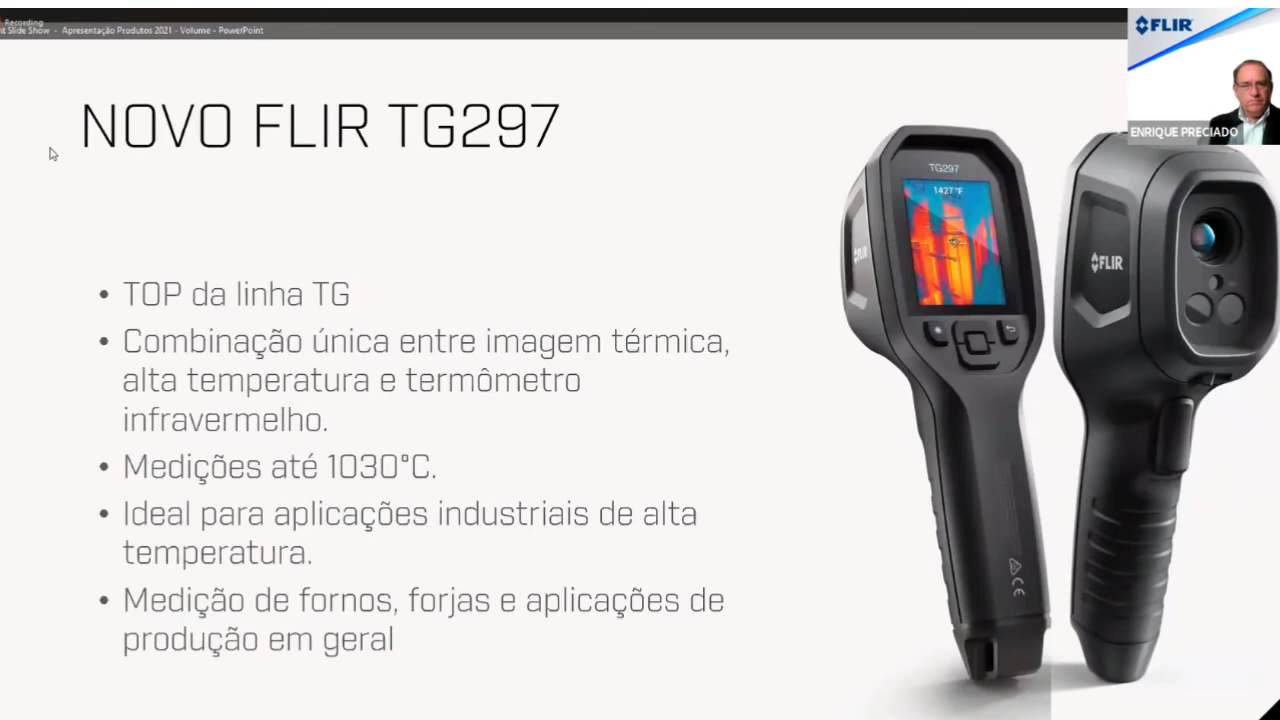 Recording
nt Slide Show - Apresentação Produtos 2021 - Volume - PowerPoint
FLIR
ENRIQUE PRECIADO
NOVO FLIR TG297
• TOP da linha TG
• Combinação única entre imagem térmica,
alta temperatura e termômetro
infravermelho.
• Medições até 1030°C.
• Ideal para aplicações industriais de alta
temperatura.
• Medição de fornos, forjas e aplicações de
produção em geral
TG297
1427 °F
FLIR
FLIR
CE